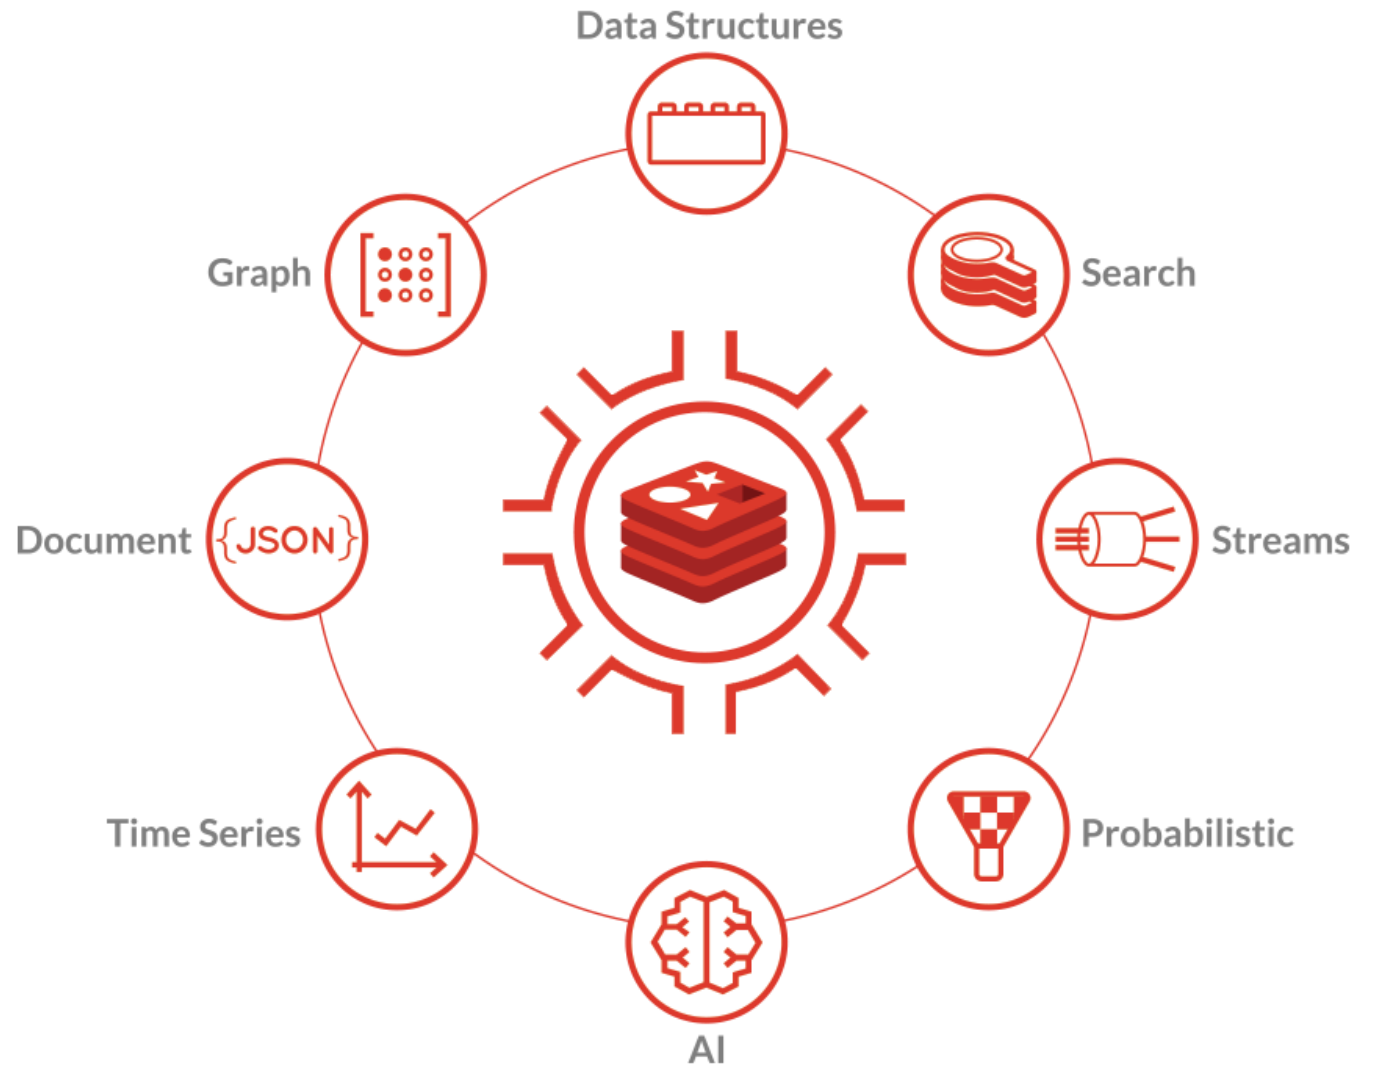 Data Structures
Graph
Search
Document
{JSON}
Streams
Time Series
Probabilistic
AI